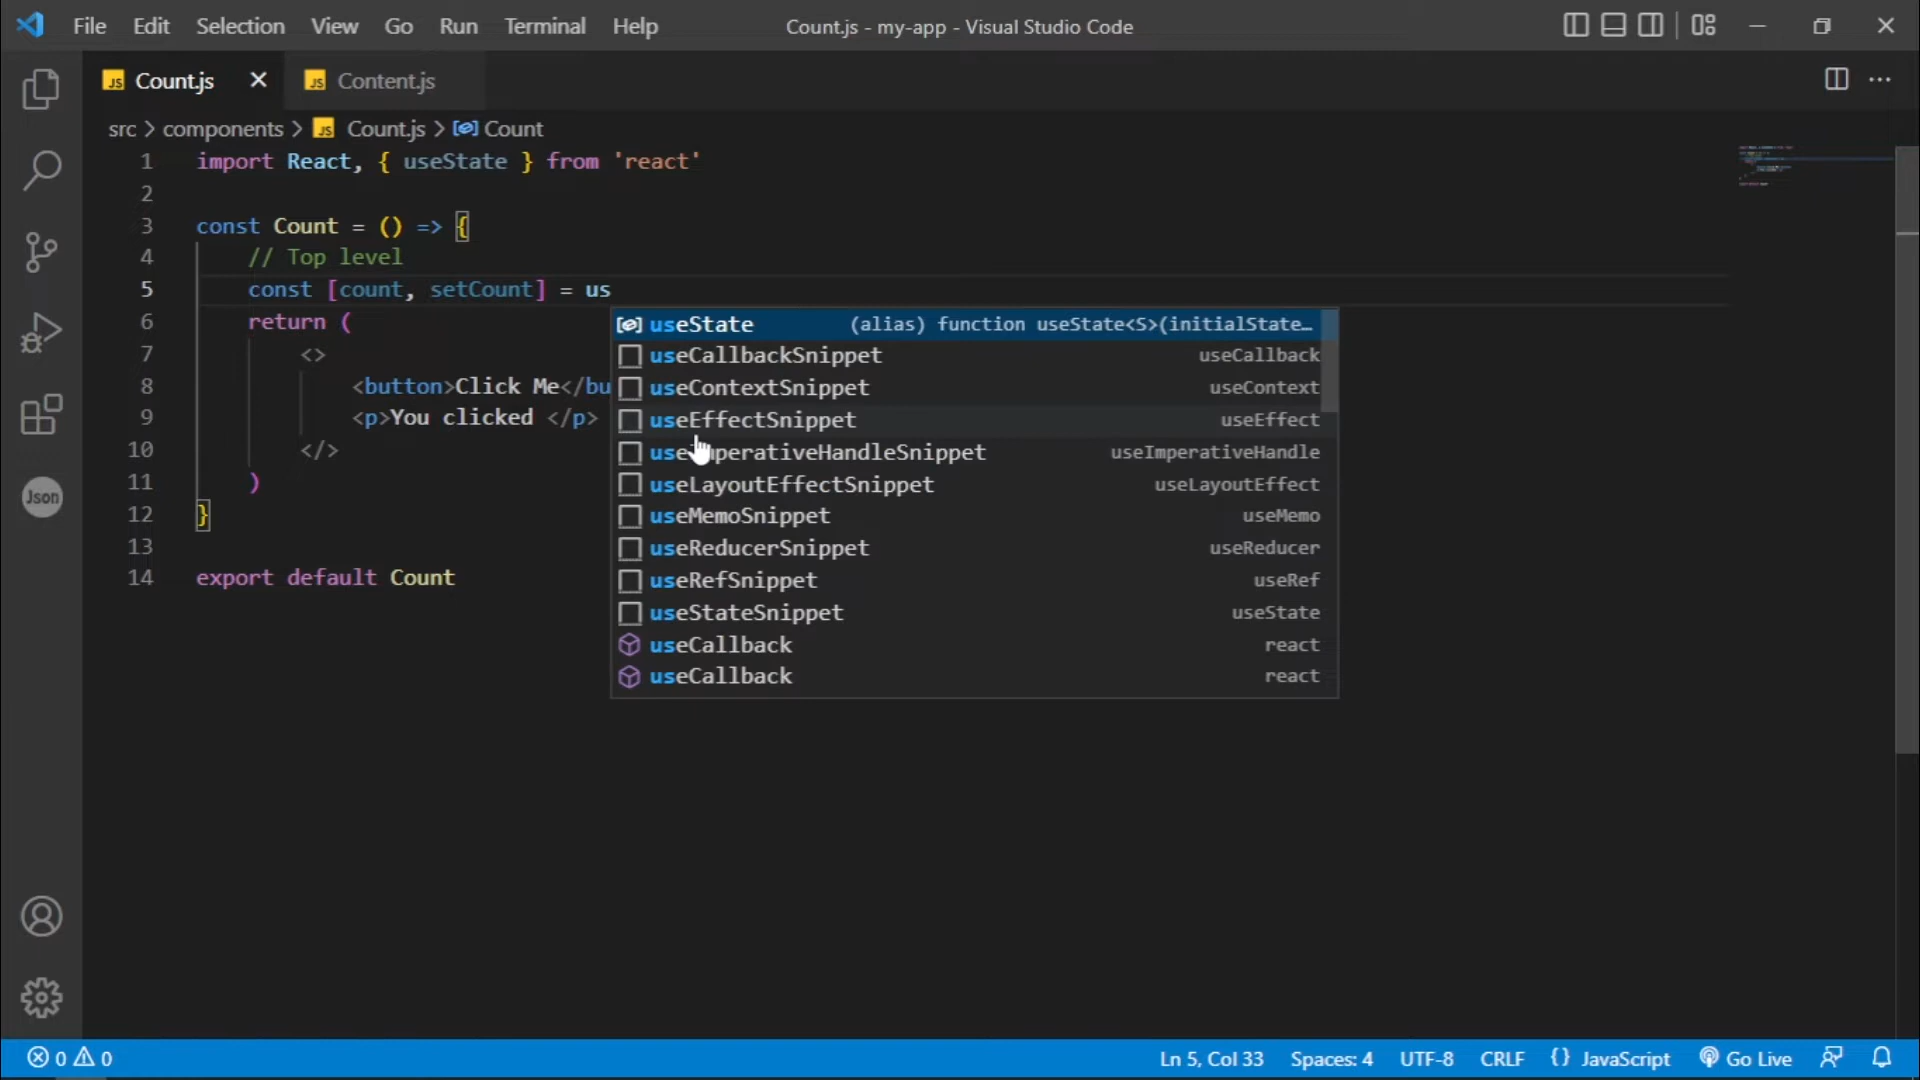 File Edit Selection View Go Run Terminal Help Count.js - my-app - Visual Studio Code
JS Count.js JS Content.js
src > components > JS Count.js > Count
1 import React, { useState } from 'react'
2
3 const Count = () => {
4 // Top level
5 const [count, setCount] = us
6 return (
7 <>
8 <button>Click Me</bu
9 <p>You clicked </p>
10 </>
11 )
12 }
13
14 export default Count
useState (alias) function useState<S>(initialState…
useCallbackSnippet useCallback
useContextSnippet useContext
useEffectSnippet useEffect
useImperativeHandleSnippet useImperativeHandle
useLayoutEffectSnippet useLayoutEffect
useMemoSnippet useMemo
useReducerSnippet useReducer
useRefSnippet useRef
useStateSnippet useState
useCallback react
useCallback react
Json
0 0 Ln 5, Col 33 Spaces: 4 UTF-8 CRLF {} JavaScript Go Live